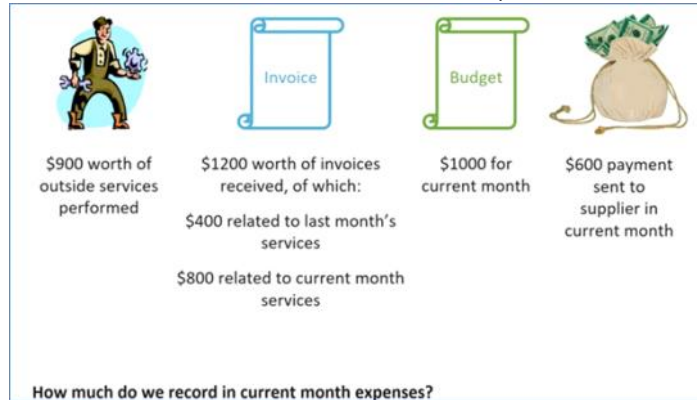 Invoice
Budget
$900 worth of
outside services
performed
$1200 worth of invoices
received, of which:
$400 related to last month's
services
$800 related to current month
services
$1000 for
current month
$600 payment
sent to
supplier in
current month
How much do we record in current month expenses?